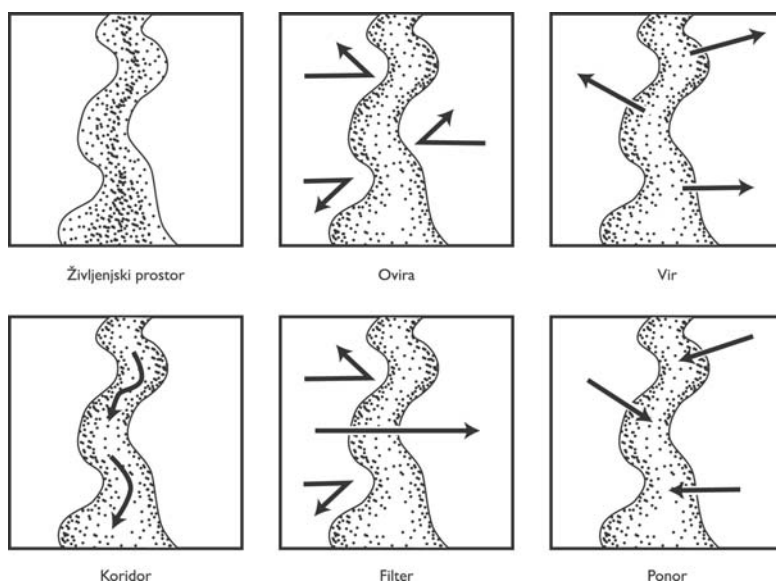 Življenjski prostor
Ovira
Vir
Koridor
Filter
Ponor